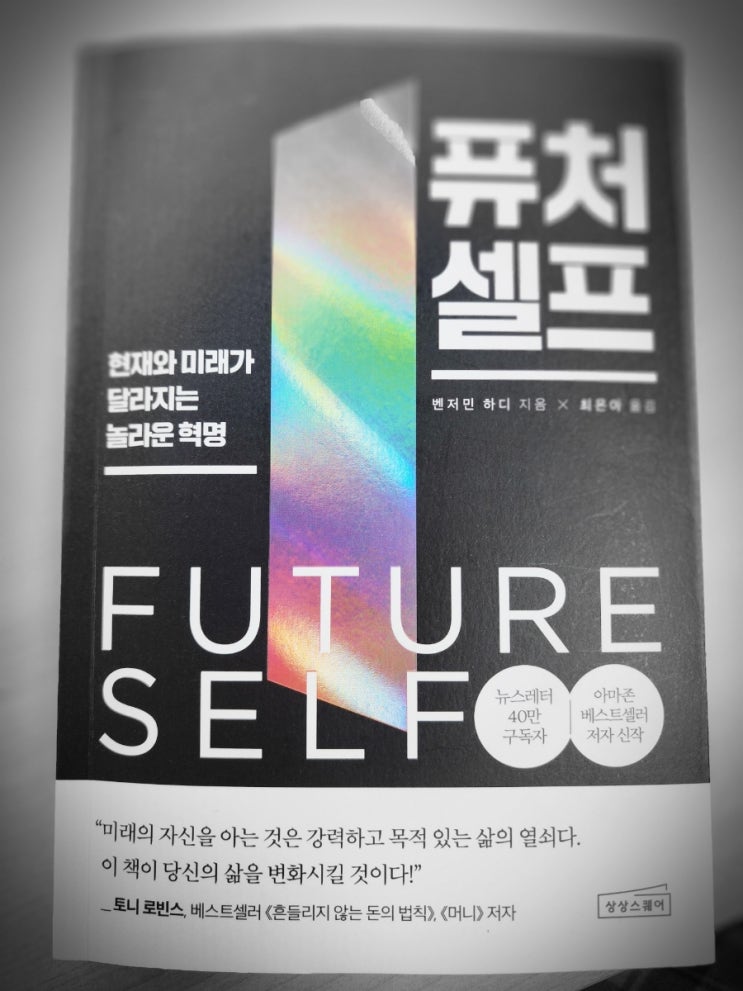 퓨처
셀프
벤저민 하디 지음 × 최은아 옮김
현재와 미래가
달라지는
놀라운 혁명
FUTURE
SELF
뉴스레터
40만
구독자
아마존
베스트셀러
저자 신작
“미래의 자신을 아는 것은 강력하고 목적 있는 삶의 열쇠다.
이 책이 당신의 삶을 변화시킬 것이다!”
_토니 로빈스, 베스트셀러 《흔들리지 않는 돈의 법칙》, 《머니》 저자
상상스퀘어